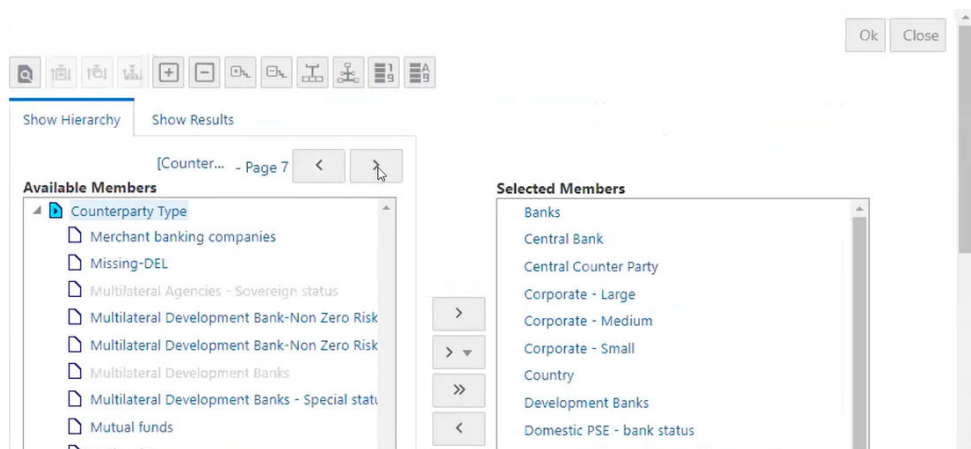 Ok Close
Show Hierarchy Show Results
[Counter... - Page 7
Available Members
Counterparty Type
Merchant banking companies
Missing-DEL
Multilateral Agencies - Sovereign status
Multilateral Development Bank-Non Zero Risk
Multilateral Development Bank-Non Zero Risk
Multilateral Development Banks
Multilateral Development Banks - Special statu
Mutual funds
Selected Members
Banks
Central Bank
Central Counter Party
Corporate - Large
Corporate - Medium
Corporate - Small
Country
Development Banks
Domestic PSE - bank status